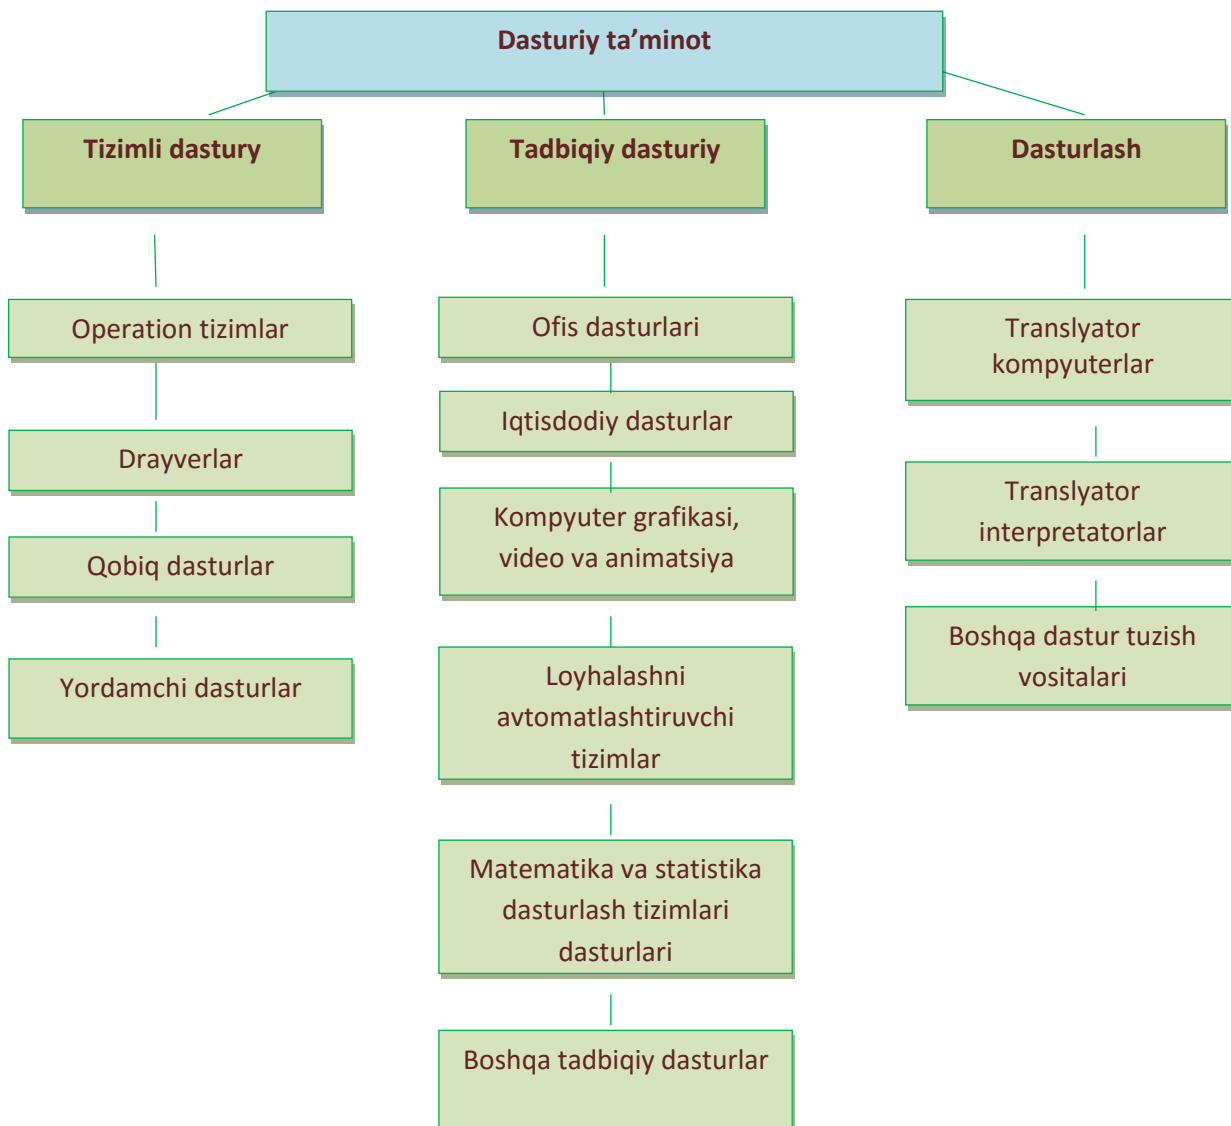 Dasturiy ta’minot
Tizimli dastury
Tadbiqiy dasturiy
Dasturlash
Operation tizimlar
Drayverlar
Qobiq dasturlar
Yordamchi dasturlar
Ofis dasturlari
Iqtisdodiy dasturlar
Kompyuter grafikasi,
video va animatsiya
Loyhalashni
avtomatlashtiruvchi
tizimlar
Matematika va statistika
dasturlash tizimlari
dasturlari
Boshqa tadbiqiy dasturlar
Translyator
kompyuterlar
Translyator
interpretatorlar
Boshqa dastur tuzish
vositalari